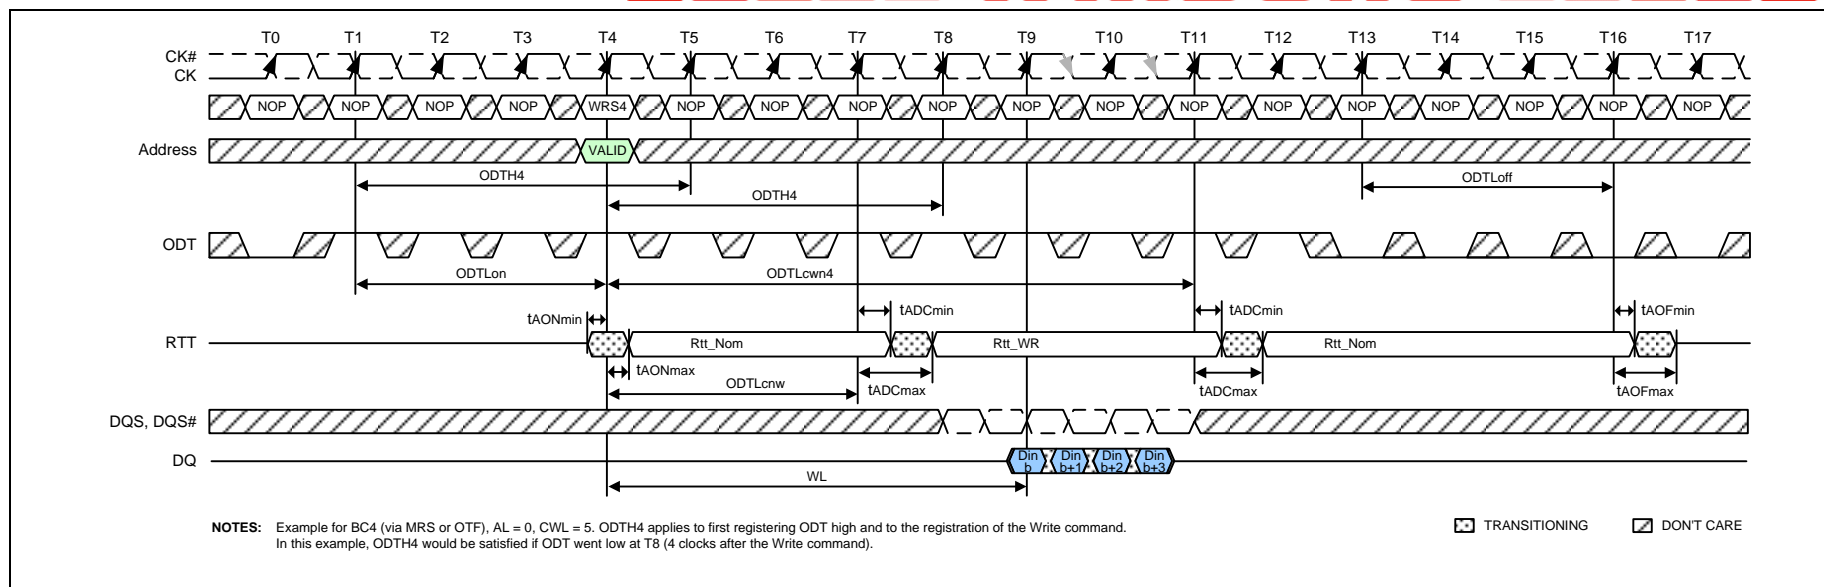 T0 T1 T2 T3 T4 T5 T6 T7 T8 T9 T10 T11 T12 T13 T14 T15 T16 T17
CK#
CK
NOP NOP NOP NOP WRS4 NOP NOP NOP NOP NOP NOP NOP NOP NOP NOP NOP NOP NOP
Address VALID
ODTH4 ODTLoff
ODTH4
ODT
ODTLon ODTLcwn4
tAONmin tADCmin tADCmin tAOFmin
RTT Rtt_Nom Rtt_WR Rtt_Nom
tAONmax
ODTLcnw tADCmax tADCmax tAOFmax
DQS, DQS#
DQ Din b Din b+1 Din b+2 Din b+3
WL
NOTES: Example for BC4 (via MRS or OTF), AL = 0, CWL = 5. ODTH4 applies to first registering ODT high and to the registration of the Write command.
In this example, ODTH4 would be satisfied if ODT went low at T8 (4 clocks after the Write command).
TRANSITIONING DON'T CARE